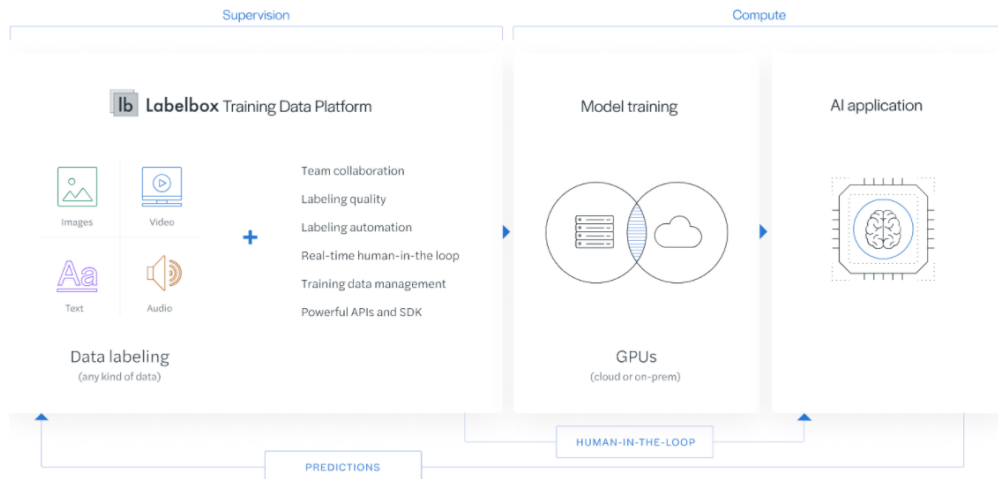 Supervision
Compute
lb Labelbox Training Data Platform
Model training
AI application
Images
Video
Aa
Text
Audio
+
Team collaboration
Labeling quality
Labeling automation
Real-time human-in-the loop
Training data management
Powerful APIs and SDK
Data labeling
(any kind of data)
GPUs
(cloud or on-prem)
HUMAN-IN-THE-LOOP
PREDICTIONS